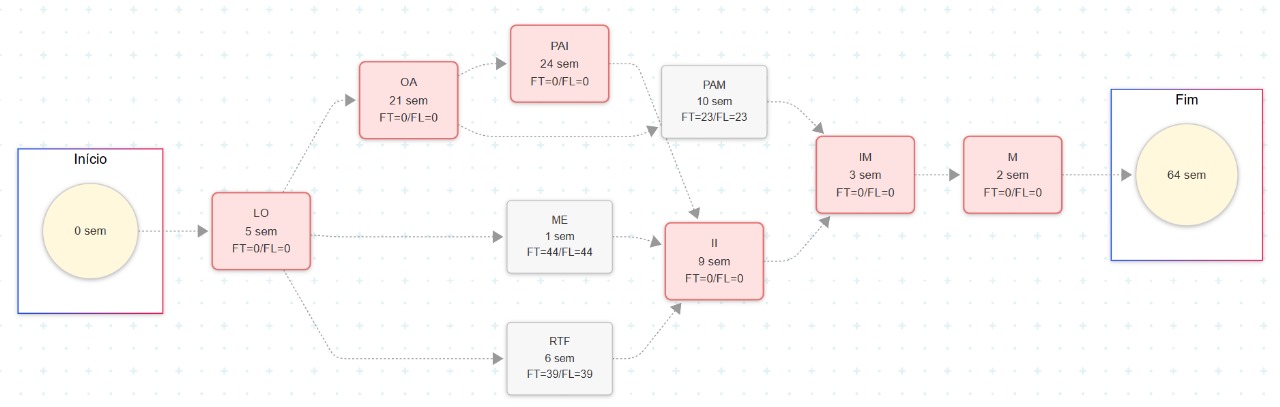 Início
0 sem
LO
5 sem
FT=0/FL=0
OA
21 sem
FT=0/FL=0
PAI
24 sem
FT=0/FL=0
PAM
10 sem
FT=23/FL=23
ME
1 sem
FT=44/FL=44
RTF
6 sem
FT=39/FL=39
II
9 sem
FT=0/FL=0
IM
3 sem
FT=0/FL=0
M
2 sem
FT=0/FL=0
Fim
64 sem